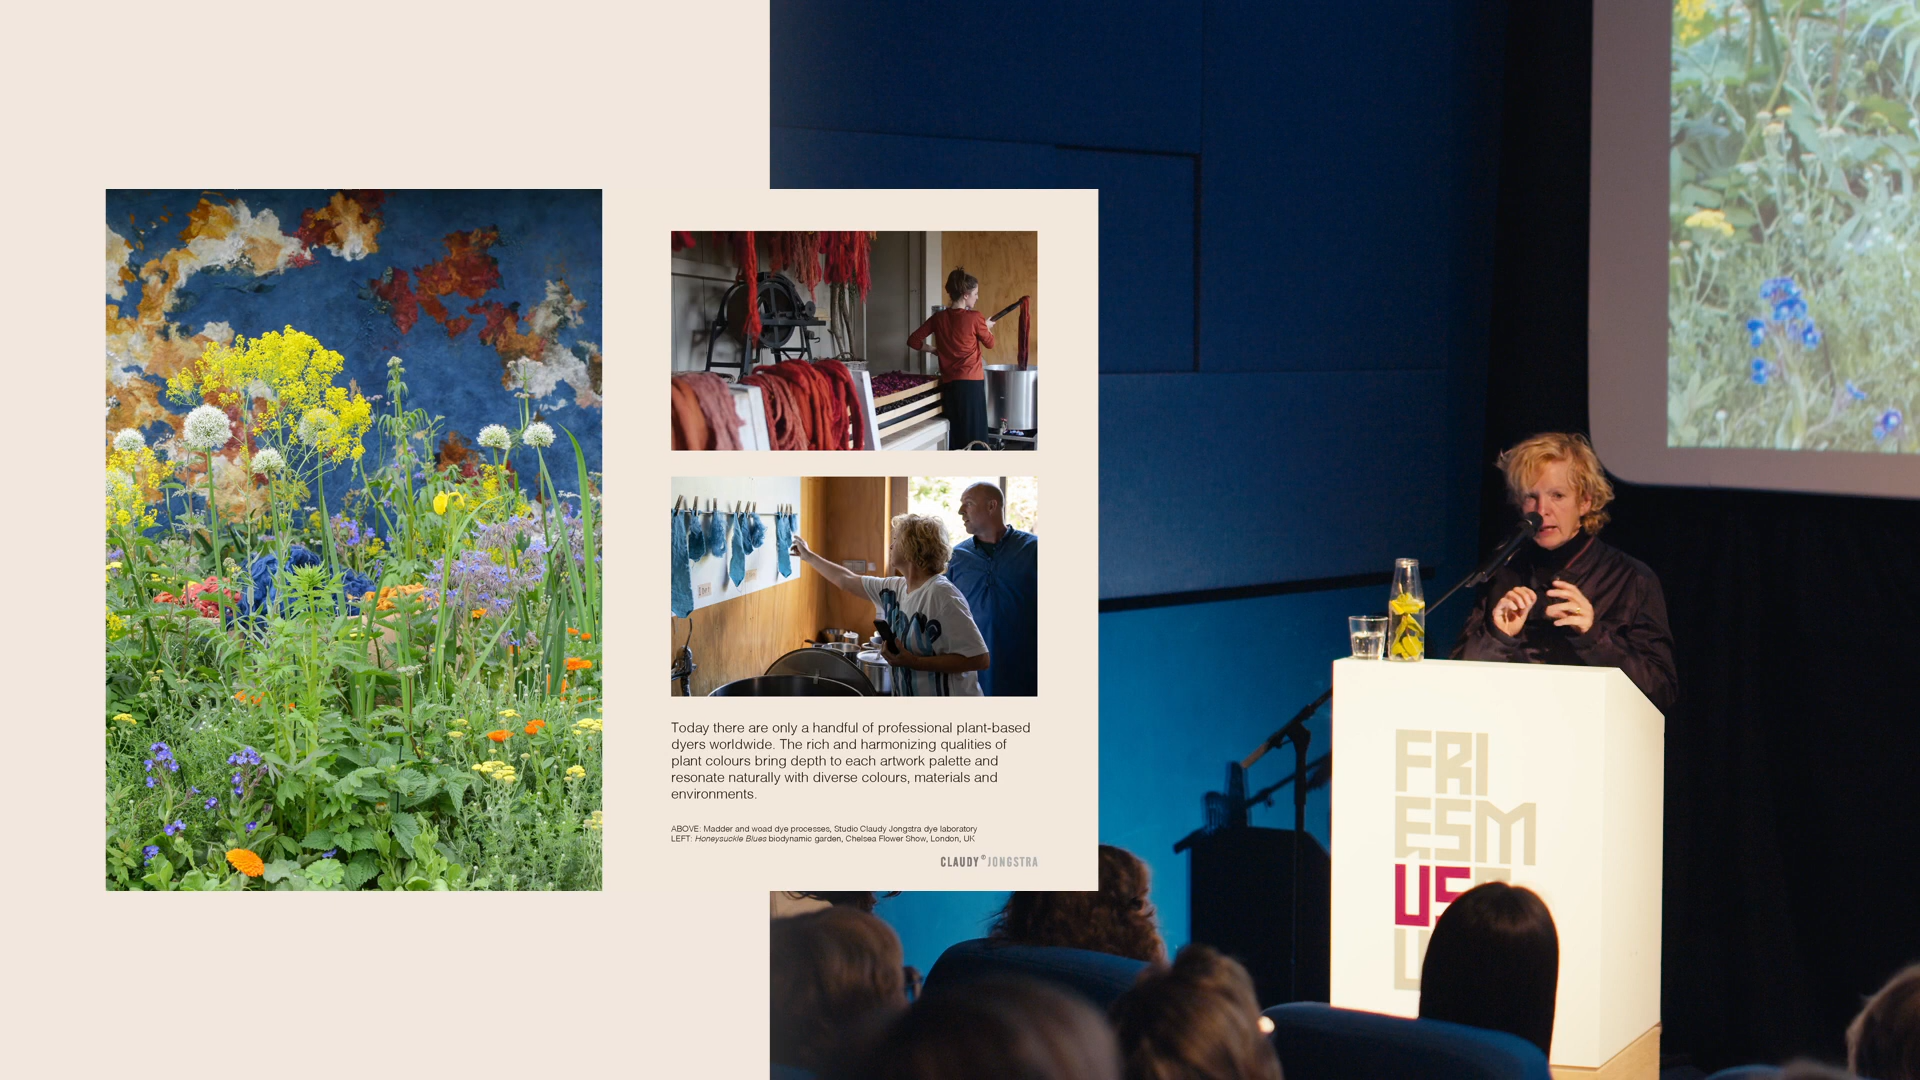 Today there are only a handful of professional plant-based
dyers worldwide. The rich and harmonizing qualities of
plant colours bring depth to each artwork palette and
resonate naturally with diverse colours, materials and
environments.
ABOVE: Madder and woad dye processes, Studio Claudy Jongstra dye laboratory
LEFT: Honeysuckle Blues biodynamic garden, Chelsea Flower Show, London, UK
CLAUDY®JONGSTRA
FRI
ESM
US